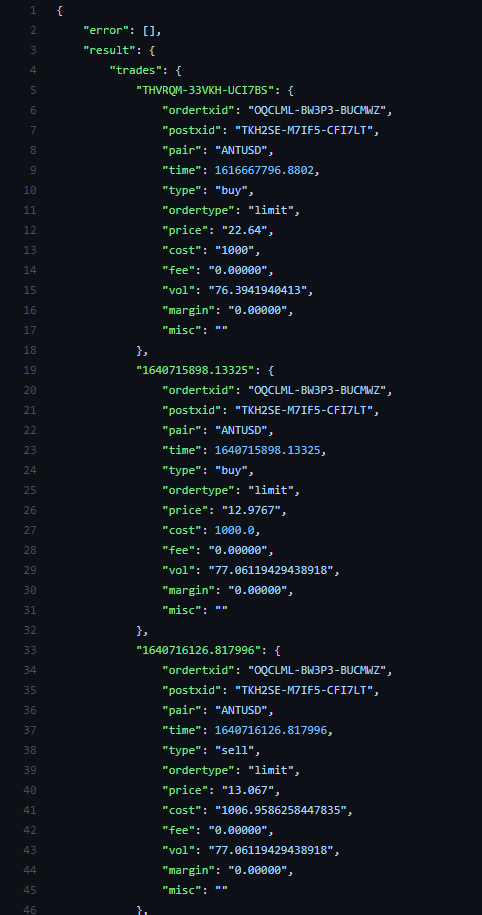 1 {
2 "error": [],
3 "result": {
4 "trades": {
5 "THVRQM-33VKH-UCI7BS": {
6 "ordertxid": "OQCLML-BW3P3-BUCMWZ",
7 "postxid": "TKH2SE-M7IF5-CFI7LT",
8 "pair": "ANTUSD",
9 "time": 1616667796.8802,
10 "type": "buy",
11 "ordertype": "limit",
12 "price": "22.64",
13 "cost": "1000",
14 "fee": "0.00000",
15 "vol": "76.3941940413",
16 "margin": "0.00000",
17 "misc": ""
18 },
19 "1640715898.13325": {
20 "ordertxid": "OQCLML-BW3P3-BUCMWZ",
21 "postxid": "TKH2SE-M7IF5-CFI7LT",
22 "pair": "ANTUSD",
23 "time": 1640715898.13325,
24 "type": "buy",
25 "ordertype": "limit",
26 "price": "12.9767",
27 "cost": 1000.0,
28 "fee": "0.00000",
29 "vol": "77.06119429438918",
30 "margin": "0.00000",
31 "misc": ""
32 },
33 "1640716126.817996": {
34 "ordertxid": "OQCLML-BW3P3-BUCMWZ",
35 "postxid": "TKH2SE-M7IF5-CFI7LT",
36 "pair": "ANTUSD",
37 "time": 1640716126.817996,
38 "type": "sell",
39 "ordertype": "limit",
40 "price": "13.067",
41 "cost": "1006.9586258447835",
42 "fee": "0.00000",
43 "vol": "77.06119429438918",
44 "margin": "0.00000",
45 "misc": ""
46 },